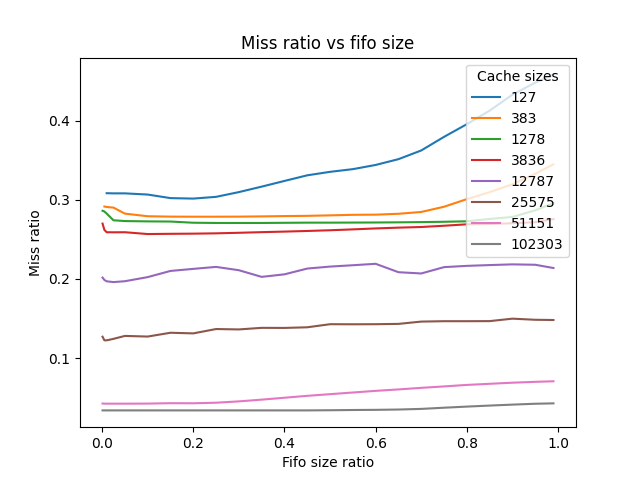 Miss ratio vs fifo size
Cache sizes
127
383
1278
3836
12787
25575
51151
102303
0.4
0.3
0.2
0.1
Miss ratio
0.0 0.2 0.4 0.6 0.8 1.0
Fifo size ratio